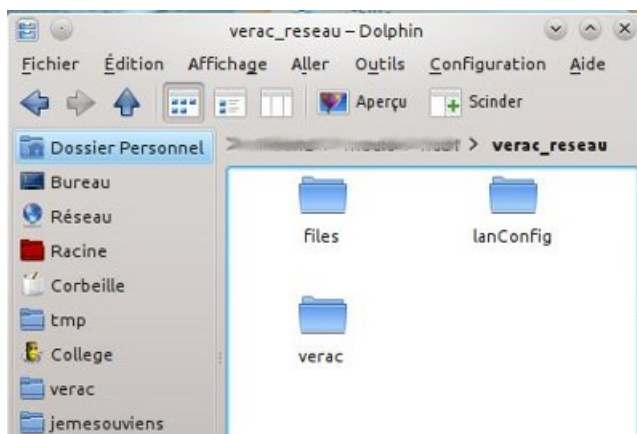 verac_reseau – Dolphin
Fichier Édition Affichage Aller Outils Configuration Aide
Aperçu Scinder
Dossier Personnel
> > verac_reseau
Bureau
Réseau
Racine
Corbeille
tmp
College
verac
jemesouviens
files lanConfig
verac